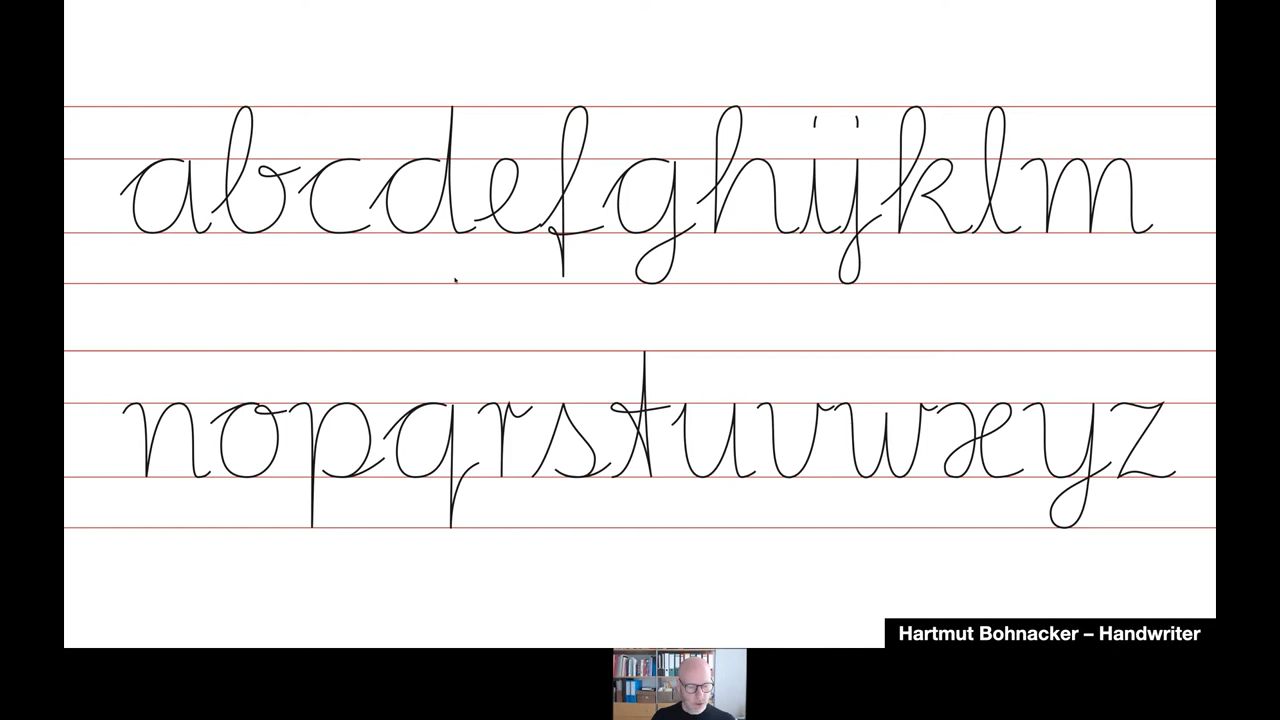 abcdefghijklm
nopqrstuvwxyz
Hartmut Bohnacker – Handwriter